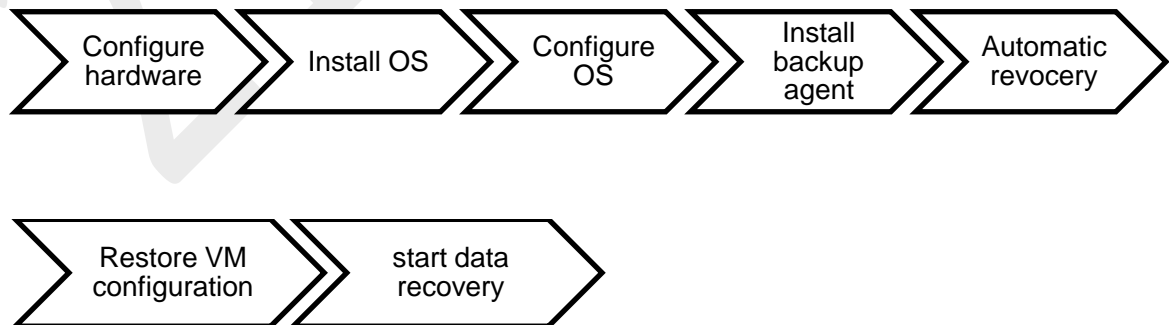 Configure
hardware
Install OS
Configure
OS
Install
backup
agent
Automatic
revocery
Restore VM
configuration
start data
recovery